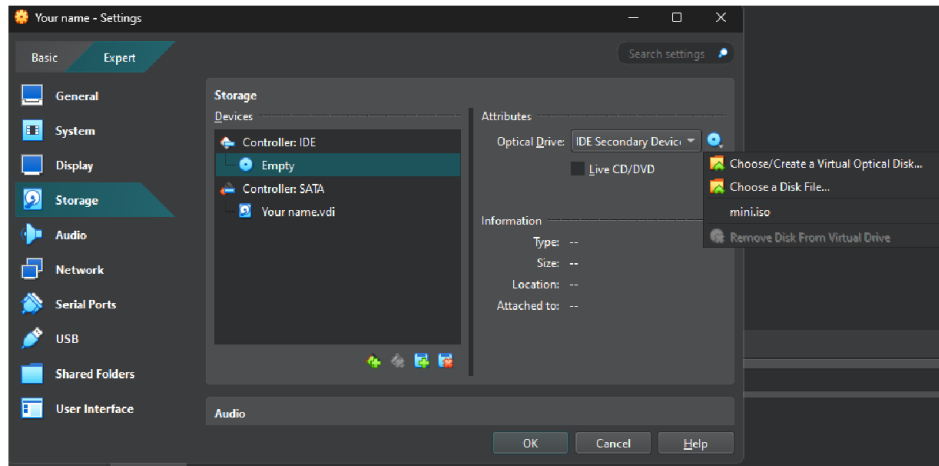 Your name - Settings
Basic
Expert
Search settings
General
System
Display
Storage
Audio
Network
Serial Ports
USB
Shared Folders
User Interface
Storage
Devices
Controller: IDE
Empty
Controller: SATA
Your name.vdi
Attributes
Optical Drive: IDE Secondary Device
Live CD/DVD
Information
Type: --
Size: --
Location: --
Attached to: --
Choose/Create a Virtual Optical Disk...
Choose a Disk File...
mini.iso
Remove Disk From Virtual Drive
Audio
OK
Cancel
Help